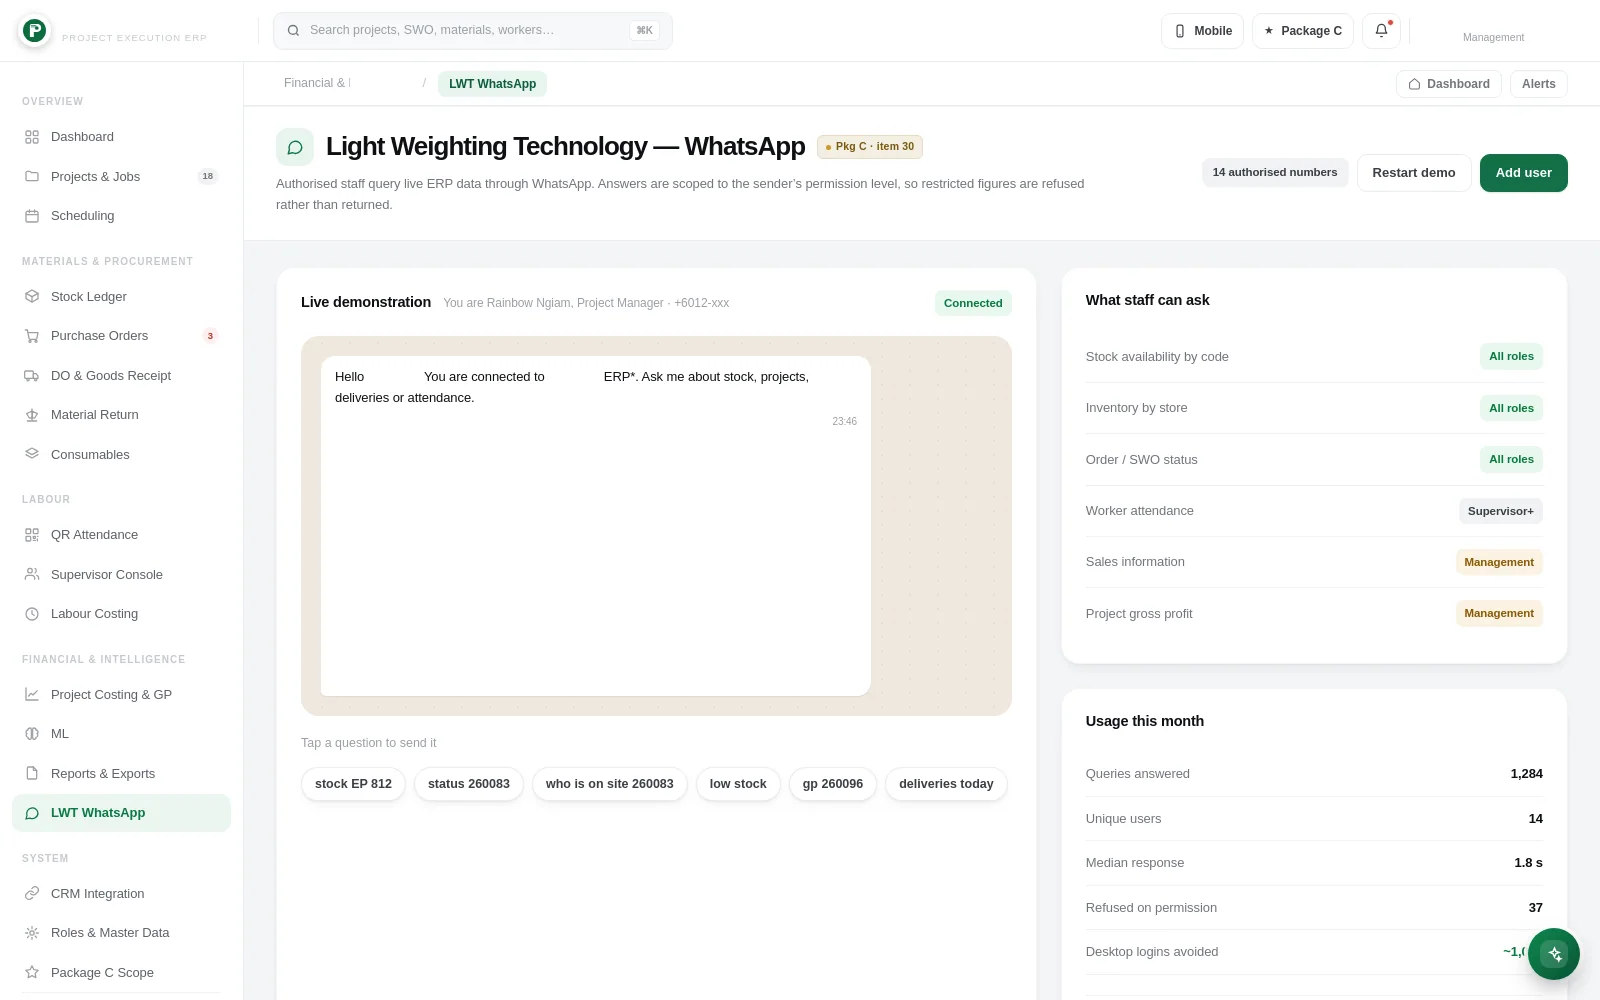 PROJECT EXECUTION ERP
Search projects, SWO, materials, workers…
⌘K
Mobile
★ Package C
Management
OVERVIEW
Dashboard
Projects & Jobs 18
Scheduling
MATERIALS & PROCUREMENT
Stock Ledger
Purchase Orders 3
DO & Goods Receipt
Material Return
Consumables
LABOUR
QR Attendance
Supervisor Console
Labour Costing
FINANCIAL & INTELLIGENCE
Project Costing & GP
ML
Reports & Exports
LWT WhatsApp
SYSTEM
CRM Integration
Roles & Master Data
Package C Scope
Financial &
/
LWT WhatsApp
Dashboard
Alerts
Light Weighting Technology — WhatsApp
Pkg C · item 30
Authorised staff query live ERP data through WhatsApp. Answers are scoped to the sender’s permission level, so restricted figures are refused
rather than returned.
14 authorised numbers
Restart demo
Add user
Live demonstration
You are Rainbow Ngiam, Project Manager · +6012-xxx
Connected
Hello You are connected to ERP*. Ask me about stock, projects,
deliveries or attendance.
23:46
Tap a question to send it
stock EP 812
status 260083
who is on site 260083
low stock
gp 260096
deliveries today
What staff can ask
Stock availability by code All roles
Inventory by store All roles
Order / SWO status All roles
Worker attendance Supervisor+
Sales information Management
Project gross profit Management
Usage this month
Queries answered 1,284
Unique users 14
Median response 1.8 s
Refused on permission 37
Desktop logins avoided